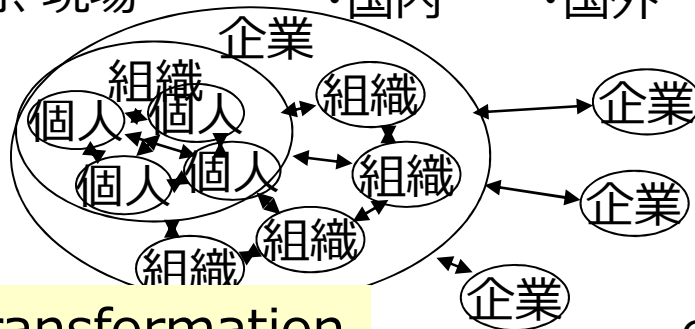 現場 ・国内 ・国外
企業
組織
個人 個人
個人 個人
組織
組織
組織
組織
企業
企業
企業
ansformation